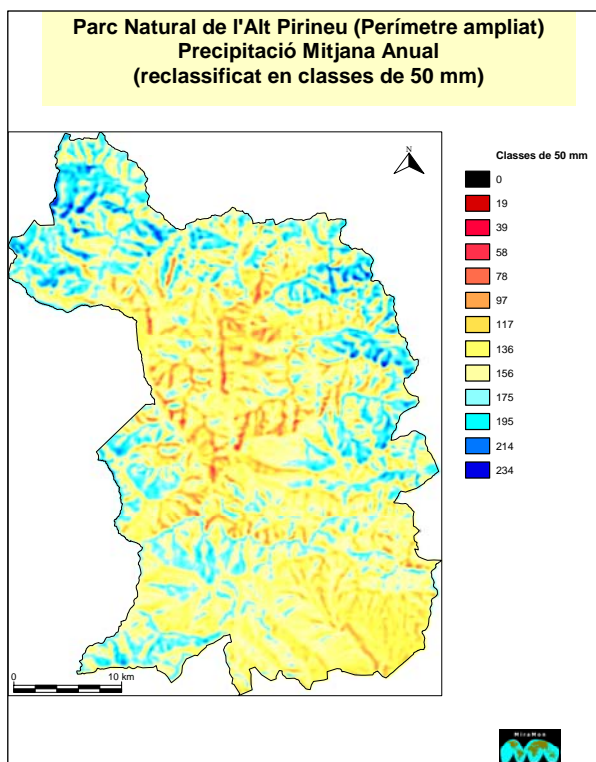 Parc Natural de l'Alt Pirineu (Perímetre ampliat)
Precipitació Mitjana Anual
(reclassificat en classes de 50 mm)
N
Classes de 50 mm
0
19
39
58
78
97
117
136
156
175
195
214
234
0 10 km
MiraMon